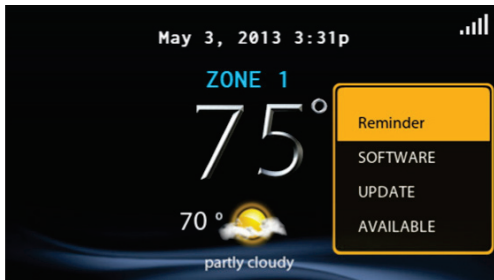 May 3, 2013 3:31p
ZONE 1
75°
Reminder
SOFTWARE
UPDATE
AVAILABLE
70 °
partly cloudy